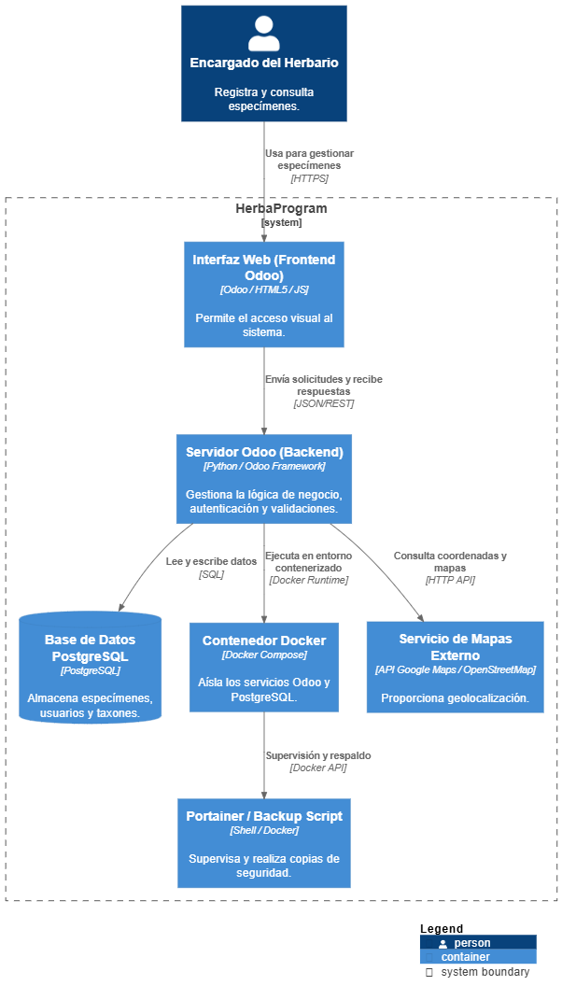 Encargado del Herbario
Registra y consulta
especímenes.
Usa para gestionar
especímenes
[HTTPS]
HerbaProgram
[system]
Interfaz Web (Frontend
Odoo)
[Odoo / HTML5 / JS]
Permite el acceso visual al
sistema.
Envía solicitudes y recibe
respuestas
[JSON/REST]
Servidor Odoo (Backend)
[Python / Odoo Framework]
Gestiona la lógica de negocio,
autenticación y validaciones.
Lee y escribe datos
[SQL]
Ejecuta en entorno
contenerizado
[Docker Runtime]
Consulta coordenadas y
mapas
[HTTP API]
Base de Datos
PostgreSQL
[PostgreSQL]
Almacena especímenes,
usuarios y taxones.
Contenedor Docker
[Docker Compose]
Aísla los servicios Odoo y
PostgreSQL.
Servicio de Mapas
Externo
[API Google Maps / OpenStreetMap]
Proporciona geolocalización.
Supervisión y respaldo
[Docker API]
Portainer / Backup Script
[Shell / Docker]
Supervisa y realiza copias de
seguridad.
Legend
person
container
system boundary